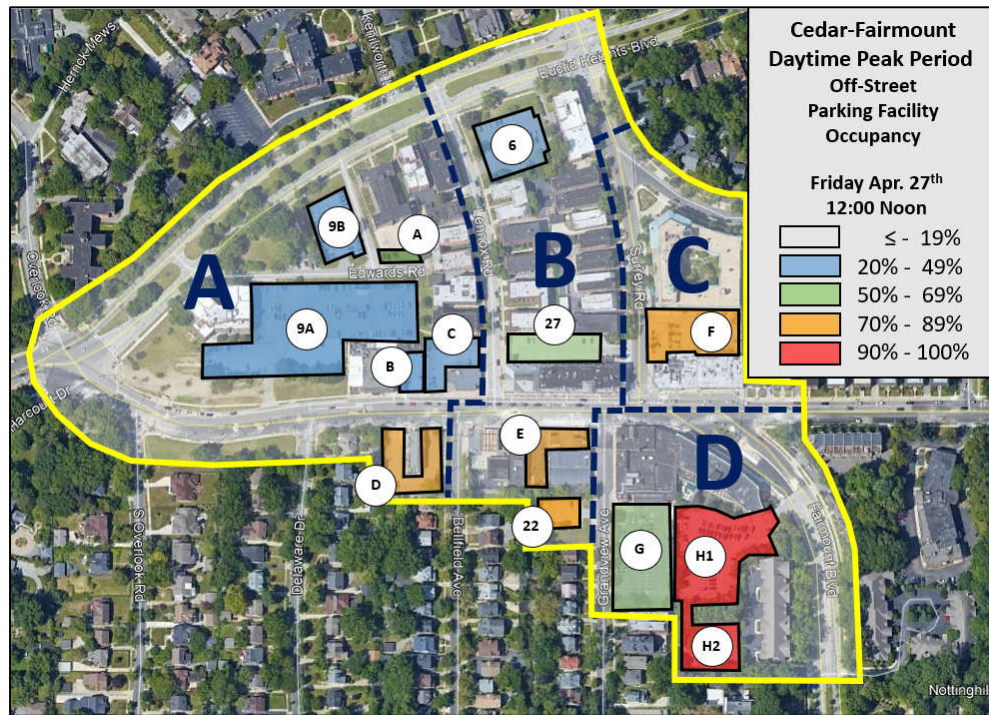 Cedar-Fairmount
Daytime Peak Period
Off-Street
Parking Facility
Occupancy
Friday Apr. 27th
12:00 Noon
≤ - 19%
20% - 49%
50% - 69%
70% - 89%
90% - 100%
Herrick Mews
Kenilworth
Euclid Heights Blvd
6
9B
A
Lennox Rd
B
Surrey Rd
C
Edwards Rd
A
Overlook
9A
27
F
C
B
Harcourt Dr
E
D
D
22
S Overlook Rd
Delaware Dr
Bellfield Ave
Grandview Ave
G
H1
Fairmount Blvd
H2
Nottinghil